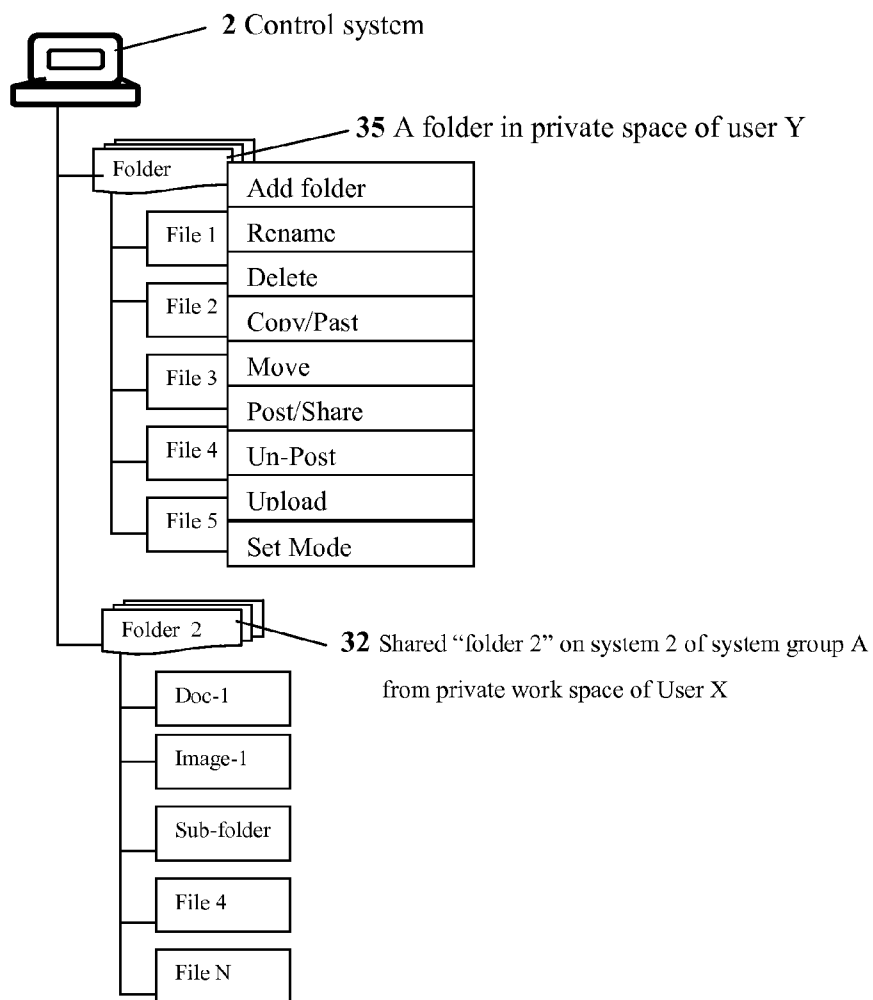 2 Control system
35 A folder in private space of user Y
Folder
Add folder
File 1
Rename
Delete
File 2
Copy/Past
File 3
Move
Post/Share
File 4
Un-Post
Upload
File 5
Set Mode
Folder 2
32 Shared “folder 2” on system 2 of system group A
from private work space of User X
Doc-1
Image-1
Sub-folder
File 4
File N